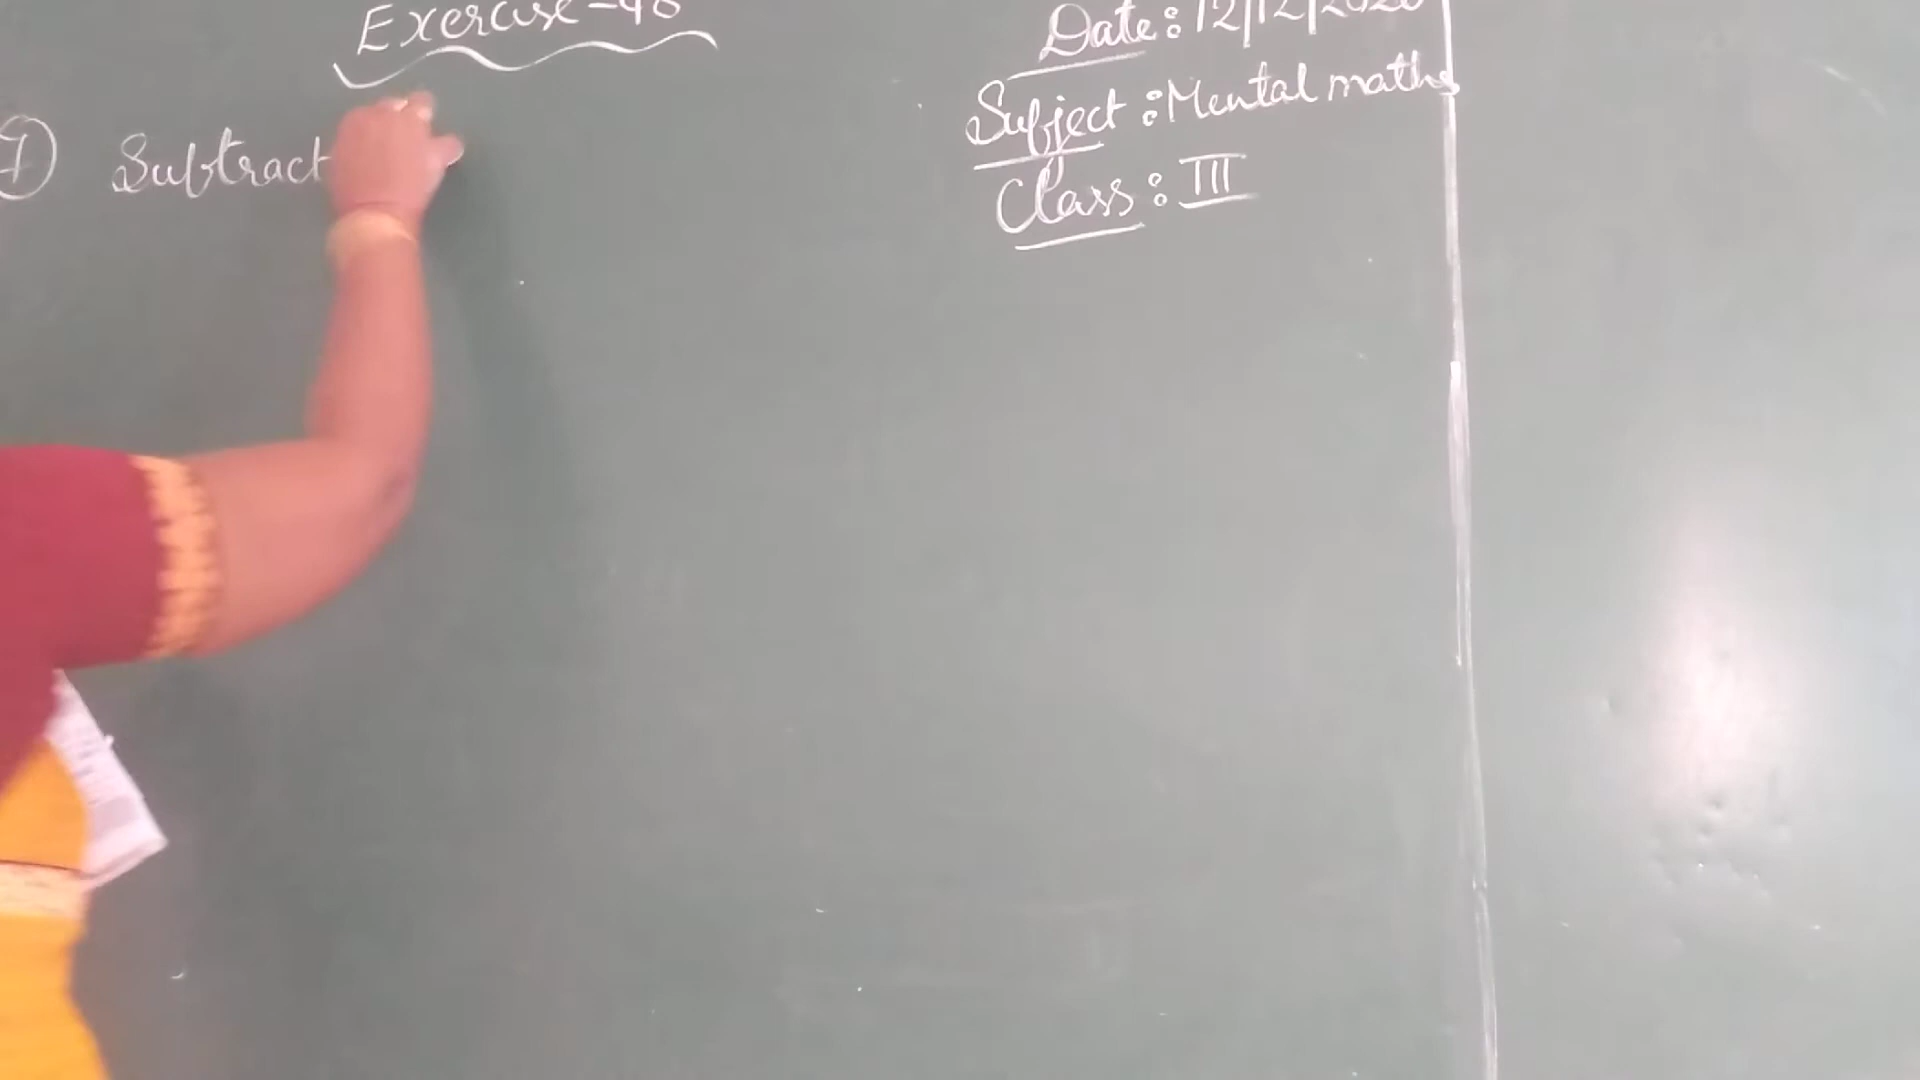 Exercise-48
Date: 12/12/2020
Subject: Mental maths
Class: III
1) Subtract